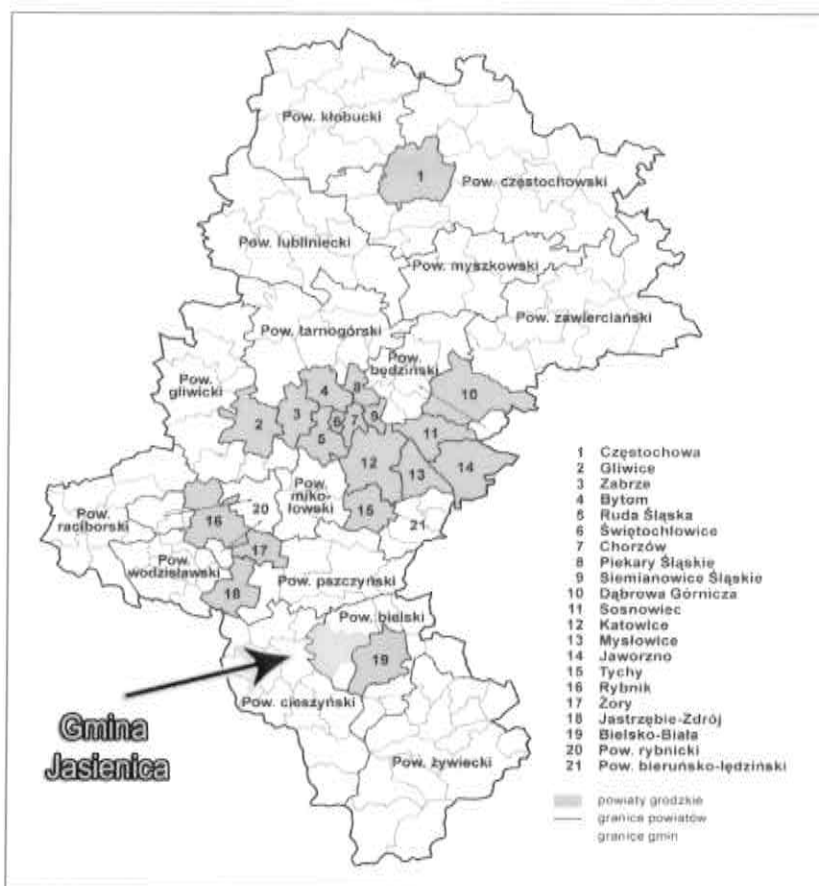 Pow. kłobucki
1
Pow. częstochowski
Pow. lubliniecki
Pow. myszkowski
Pow. zawierciański
Pow. tarnogórski
Pow.
będziński
Pow.
gliwicki
2
3
4
5
6
7
8
9
10
11
12
13
14
15
Pow.
miko-
łowski
21
Pow.
raciborski
16
20
17
Pow.
wodzisławski
18
Pow. pszczyński
Pow. bielski
19
Pow. cieszyński
Pow. żywiecki
Gmina
Jasienica
1 Częstochowa
2 Gliwice
3 Zabrze
4 Bytom
5 Ruda Śląska
6 Świętochłowice
7 Chorzów
8 Piekary Śląskie
9 Siemianowice Śląskie
10 Dąbrowa Górnicza
11 Sosnowiec
12 Katowice
13 Mysłowice
14 Jaworzno
15 Tychy
16 Rybnik
17 Żory
18 Jastrzębie-Zdrój
19 Bielsko-Biała
20 Pow. rybnicki
21 Pow. bieruńsko-lędziński
powiaty grodzkie
granice powiatów
granice gmin